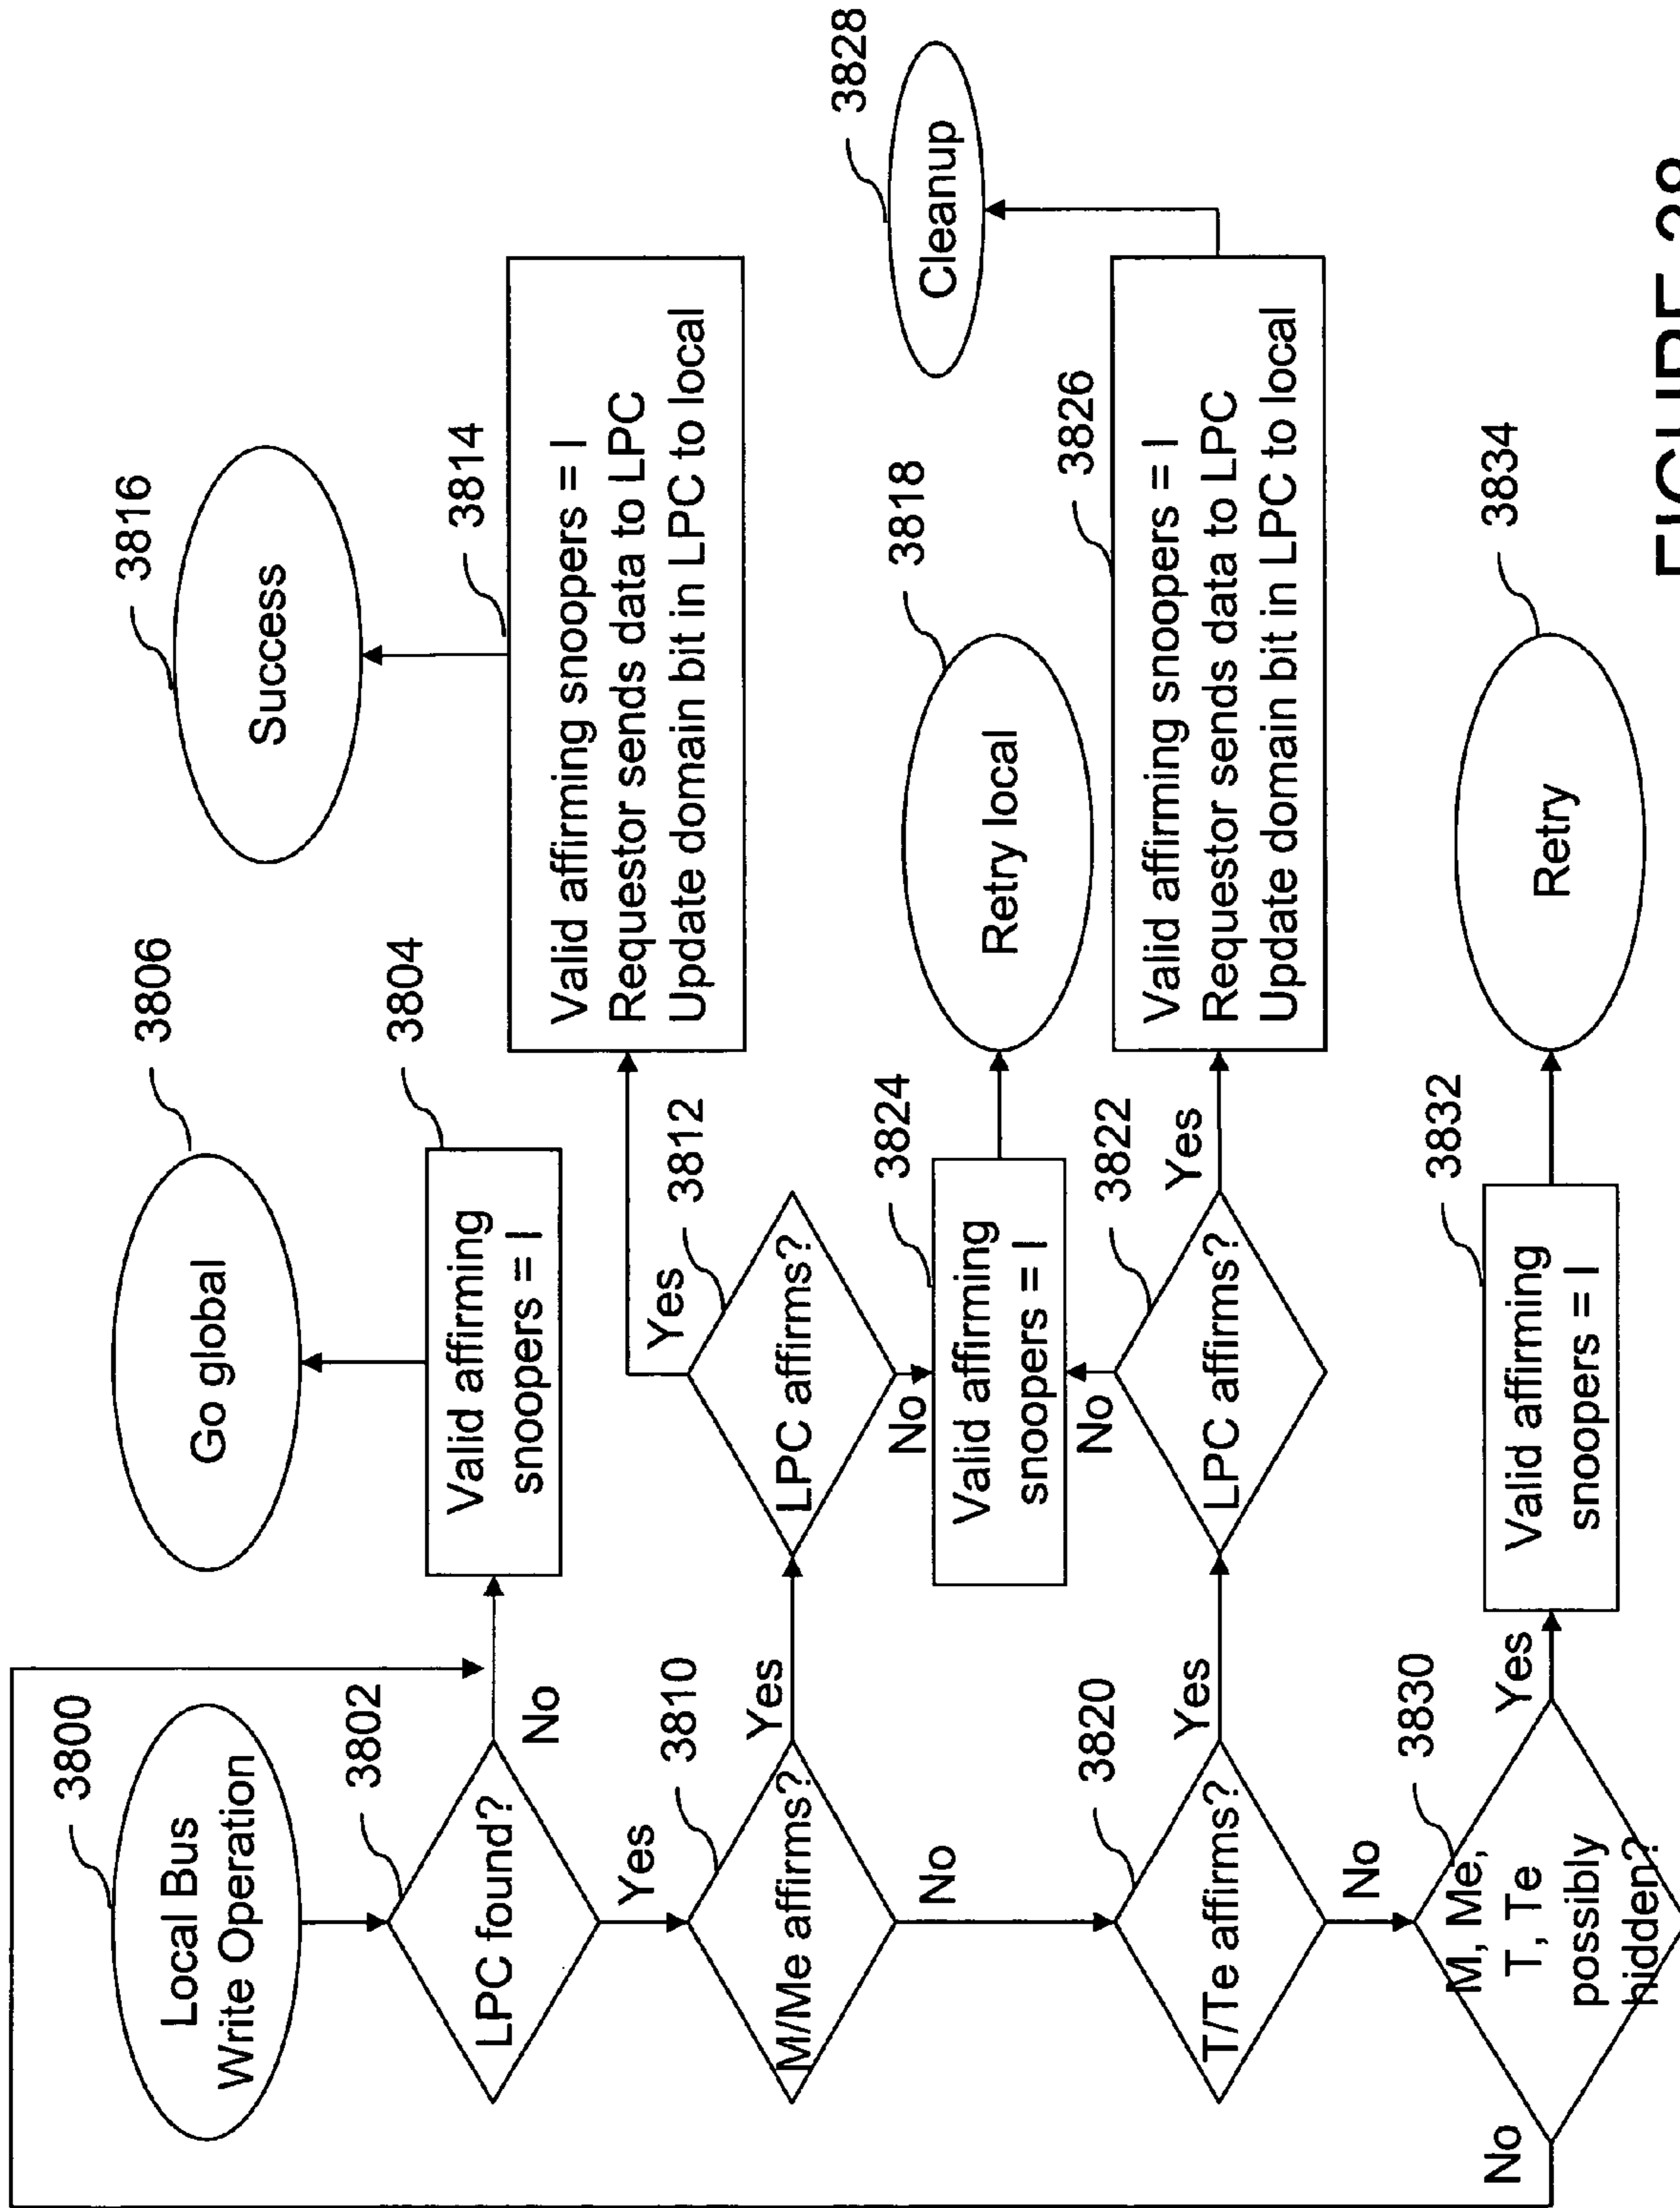 3800
Local Bus
Write Operation
3802
LPC found?
No
Yes
3804
Valid affirming
snoopers = I
3806
Go global
3810
M/Me affirms?
Yes
No
3812
LPC affirms?
Yes
No
3814
Valid affirming snoopers = I
Requestor sends data to LPC
Update domain bit in LPC to local
3816
Success
3824
Valid affirming
snoopers = I
3818
Retry local
3820
T/Te affirms?
Yes
No
3822
LPC affirms?
No
Yes
3826
Valid affirming snoopers = I
Requestor sends data to LPC
Update domain bit in LPC to local
3828
Cleanup
3830
M, Me,
T, Te
possibly
hidden?
No
Yes
3832
Valid affirming
snoopers = I
3834
Retry
FIGURE 38